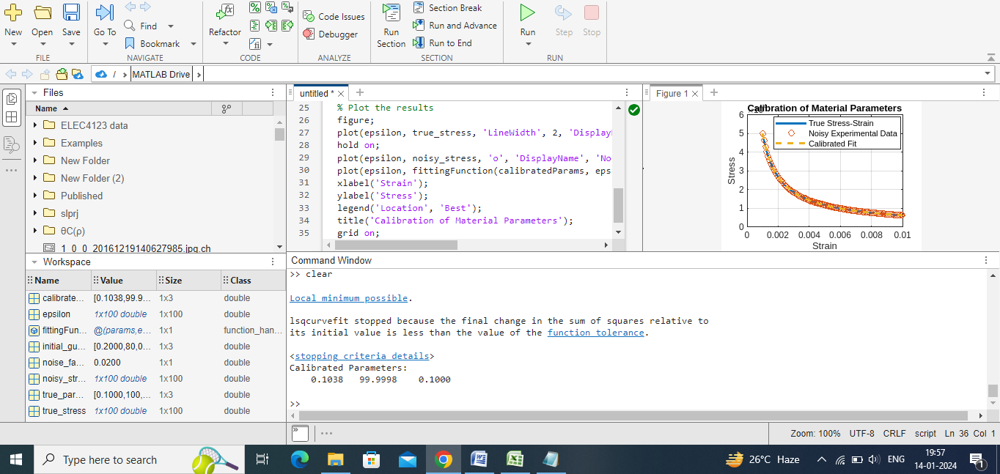 New Open Save Go To Find Bookmark Refactor Code Issues Debugger Run Section Section Break Run and Advance Run to End Run Step Stop
FILE NAVIGATE CODE ANALYZE SECTION RUN
/ › MATLAB Drive ›
Files
Name
ELEC4123 data
Examples
New Folder
New Folder (2)
Published
slprj
θC(ρ)
1_0_0_20161219140627985.jpg.ch
untitled * ×
25 % Plot the results
26 figure;
27 plot(epsilon, true_stress, 'LineWidth', 2, 'Display
28 hold on;
29 plot(epsilon, noisy_stress, 'o', 'DisplayName', 'No
30 plot(epsilon, fittingFunction(calibratedParams, eps
31 xlabel('Strain');
32 ylabel('Stress');
33 legend('Location', 'Best');
34 title('Calibration of Material Parameters');
35 grid on;
Figure 1 ×
Calibration of Material Parameters
True Stress-Strain
Noisy Experimental Data
Calibrated Fit
Stress
6
5
4
3
2
1
0
0 0.002 0.004 0.006 0.008 0.01
Strain
Workspace
Name Value Size Class
calibrate... [0.1038,99.9... 1x3 double
epsilon 1x100 double 1x100 double
fittingFun... @(params,e... 1x1 function_han...
initial_gu... [0.2000,80,0... 1x3 double
noise_fa... 0.0200 1x1 double
noisy_str... 1x100 double 1x100 double
true_par... [0.1000,100,... 1x3 double
true_stress 1x100 double 1x100 double
Command Window
>> clear
Local minimum possible.
lsqcurvefit stopped because the final change in the sum of squares relative to
its initial value is less than the value of the function tolerance.
<stopping criteria details>
Calibrated Parameters:
0.1038 99.9998 0.1000
>>
Zoom: 100% UTF-8 CRLF script Ln 36 Col 1
Type here to search
26°C Haze
ENG
19:57
14-01-2024
1